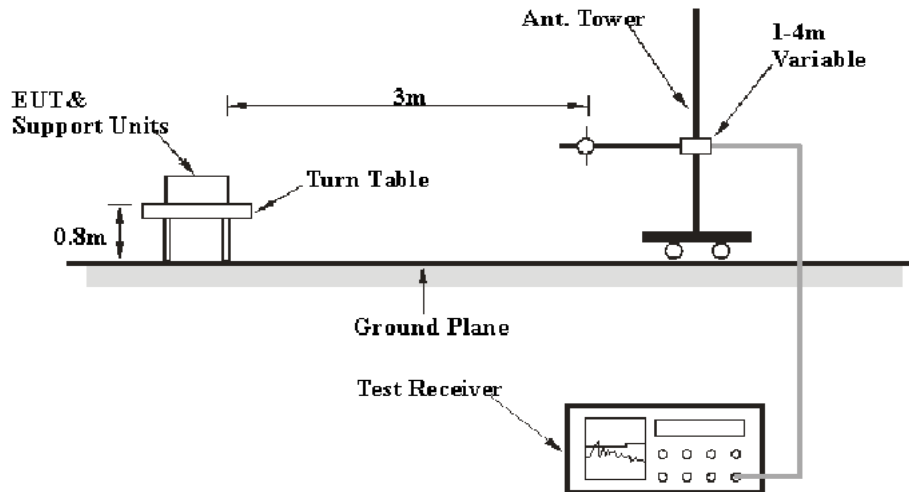 Ant. Tower
1-4m
Variable
EUT&
Support Units
3m
Turn Table
0.8m
Ground Plane
Test Receiver